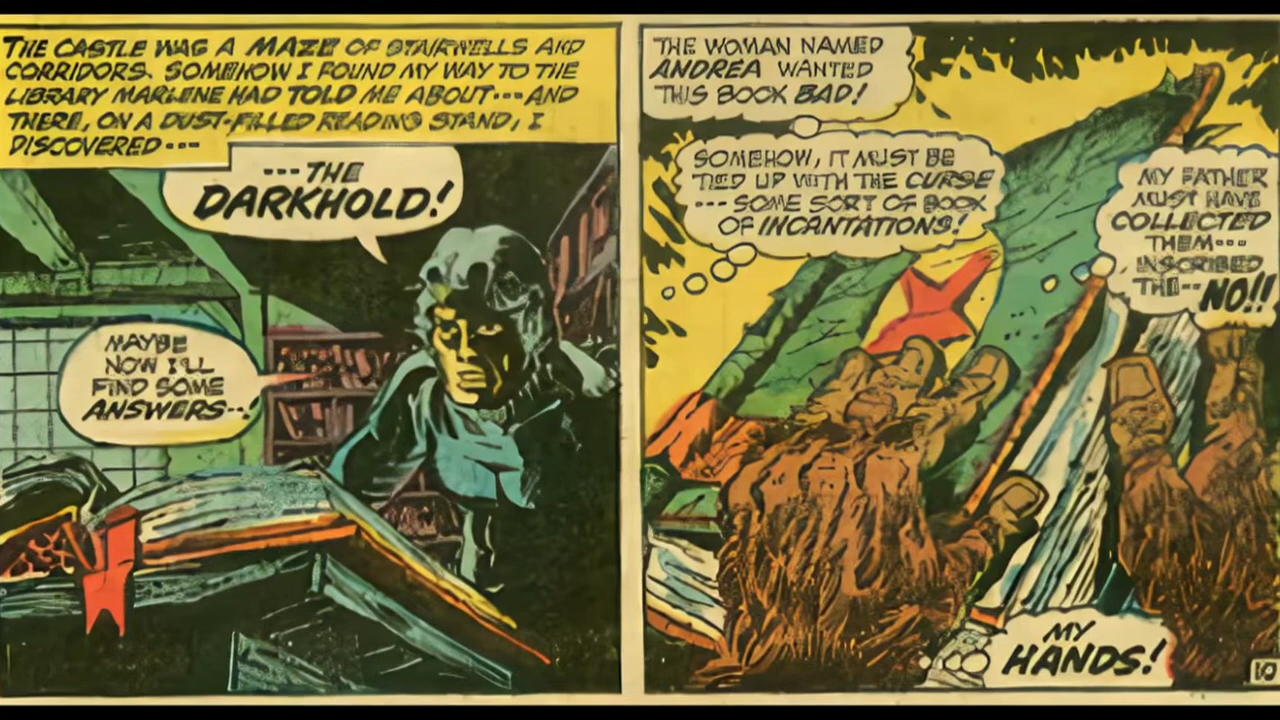 THE CASTLE WAS A MAZE OF STAIRWELLS AND
CORRIDORS. SOMEHOW I FOUND MY WAY TO THE
LIBRARY MARLENE HAD TOLD ME ABOUT---AND
THERE, ON A DUST-FILLED READING STAND, I
DISCOVERED---
---THE
DARKHOLD!
MAYBE
NOW I'LL
FIND SOME
ANSWERS--!
THE WOMAN NAMED
ANDREA WANTED
THIS BOOK BAD!
SOMEHOW, IT MUST BE
TIED UP WITH THE CURSE
---SOME SORT OF BOOK
OF INCANTATIONS!
MY FATHER
MUST HAVE
COLLECTED
THEM---
INSCRIBED
THE--NO!!
MY
HANDS!
10